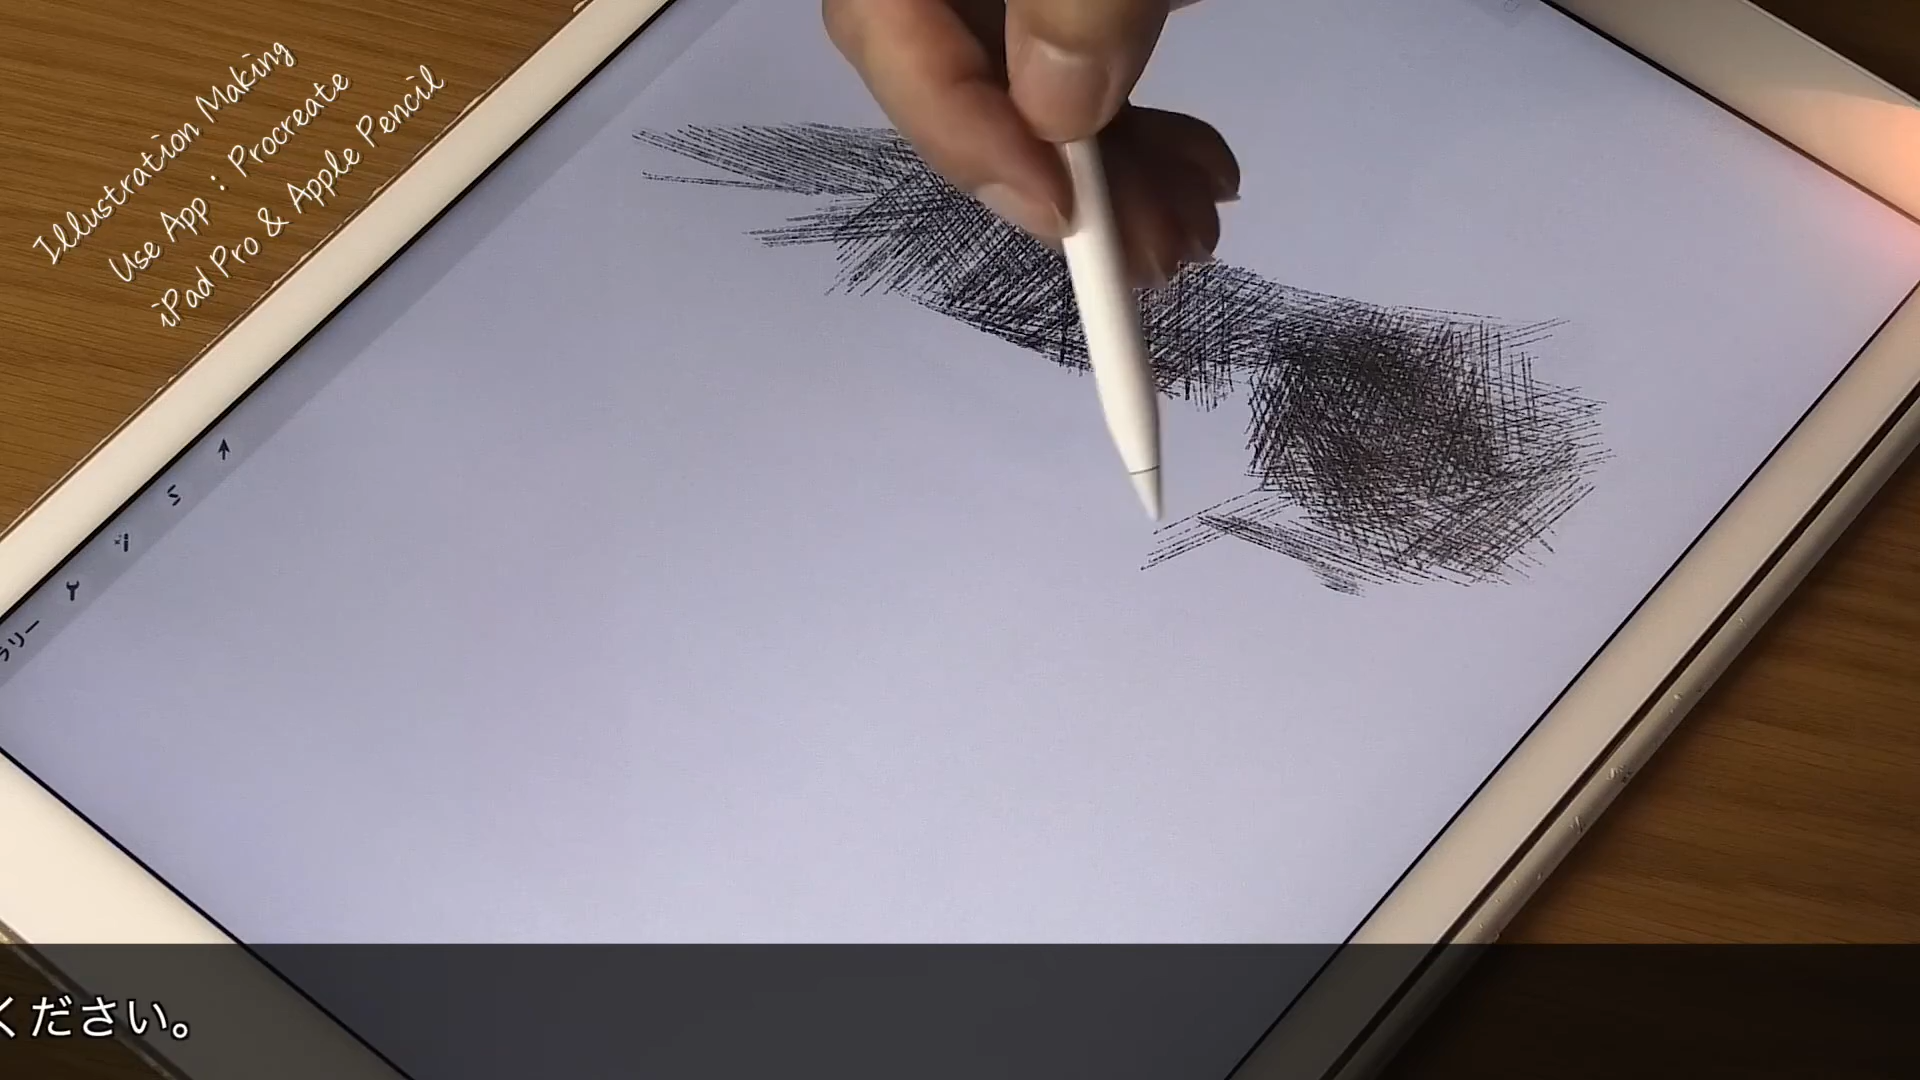 Illustration Making
Use App : Procreate
iPad Pro & Apple Pencil
ラリー
ください。